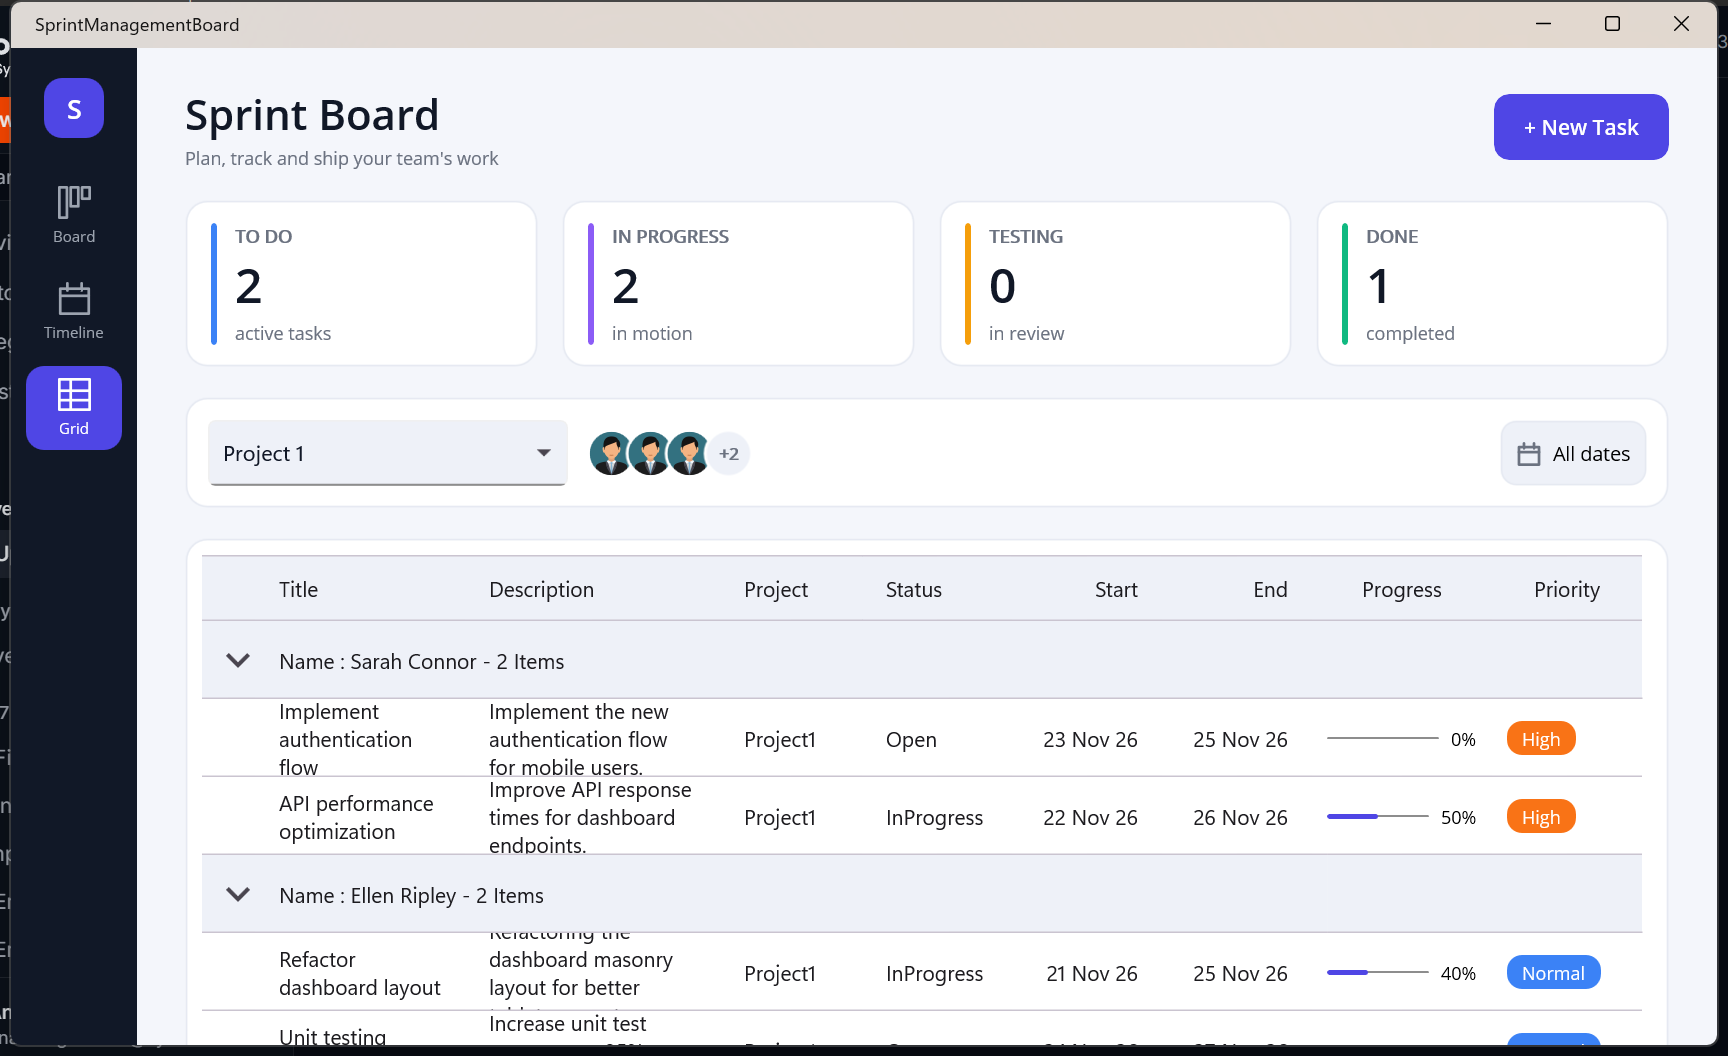 SprintManagementBoard
S
Board
Timeline
Grid
Sprint Board
Plan, track and ship your team's work
+ New Task
TO DO
2
active tasks
IN PROGRESS
2
in motion
TESTING
0
in review
DONE
1
completed
Project 1
+2
All dates
Title Description Project Status Start End Progress Priority
Name : Sarah Connor - 2 Items
Implement authentication flow
Implement the new authentication flow for mobile users.
Project1 Open 23 Nov 26 25 Nov 26 0% High
API performance optimization
Improve API response times for dashboard endpoints.
Project1 InProgress 22 Nov 26 26 Nov 26 50% High
Name : Ellen Ripley - 2 Items
Refactor dashboard layout
Refactoring the dashboard masonry layout for better
Project1 InProgress 21 Nov 26 25 Nov 26 40% Normal
Unit testing
Increase unit test